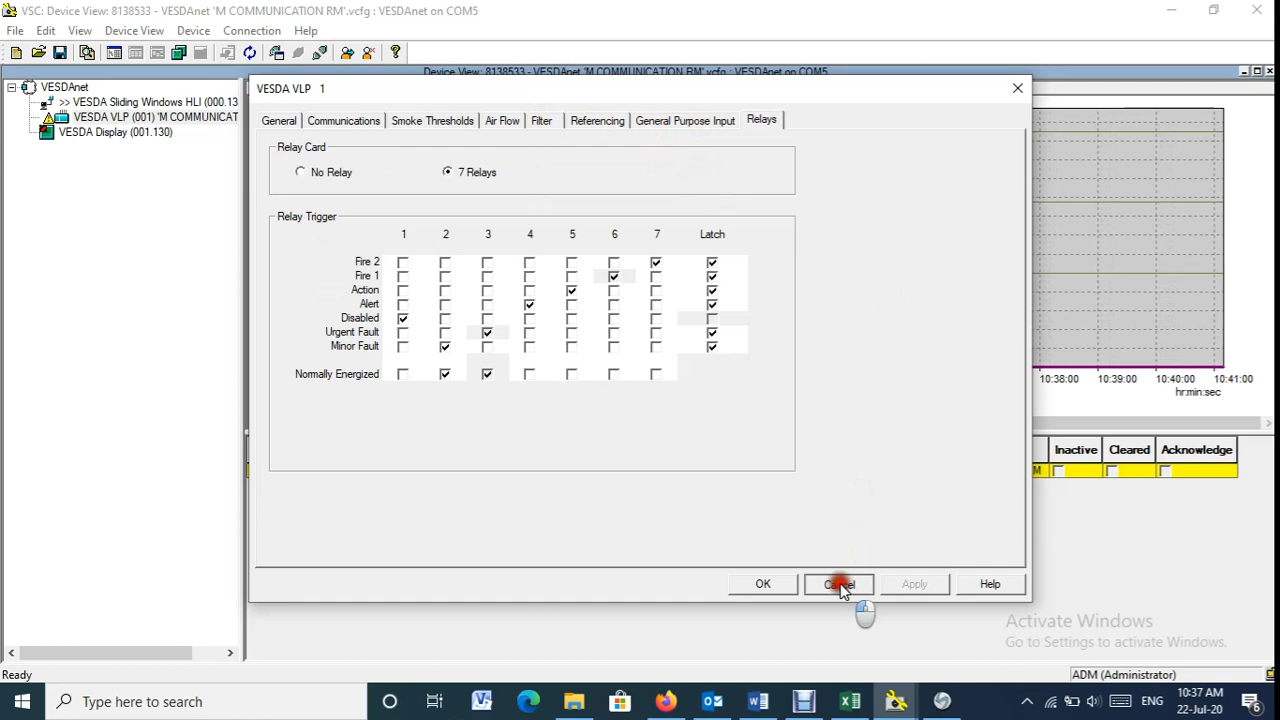 VSC: Device View: 8138533 - VESDAnet 'M COMMUNICATION RM'.vcfg : VESDAnet on COM5
File Edit View Device View Device Connection Help
Device View: 8138533 - VESDAnet 'M COMMUNICATION RM'.vcfg : VESDAnet on COM5
VESDAnet
>> VESDA Sliding Windows HLI (000.13
VESDA VLP (001) 'M COMMUNICAT
VESDA Display (001.130)
VESDA VLP 1
General Communications Smoke Thresholds Air Flow Filter Referencing General Purpose Input Relays
Relay Card
No Relay 7 Relays
Relay Trigger
1 2 3 4 5 6 7 Latch
Fire 2
Fire 1
Action
Alert
Disabled
Urgent Fault
Minor Fault
Normally Energized
OK Cancel Apply Help
10:38:00 10:39:00 10:40:00 10:41:00
hr:min:sec
Inactive Cleared Acknowledge
M
Activate Windows
Go to Settings to activate Windows.
Ready
ADM (Administrator)
Type here to search
ENG
10:37 AM
22-Jul-20
6